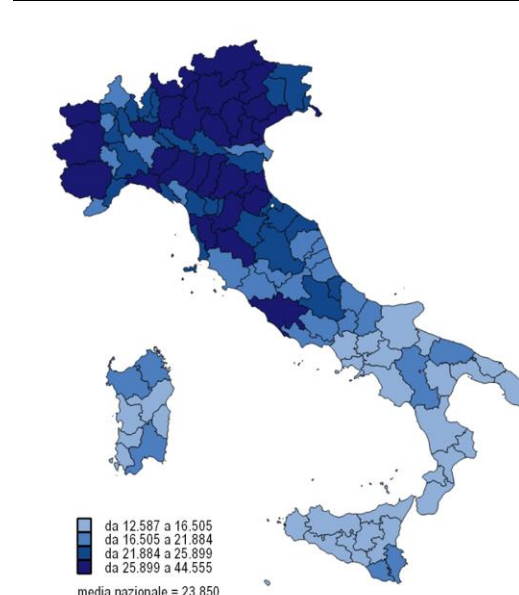 da 12.587 a 16.505
da 16.505 a 21.884
da 21.884 a 25.899
da 25.899 a 44.555
media nazionale = 23.850